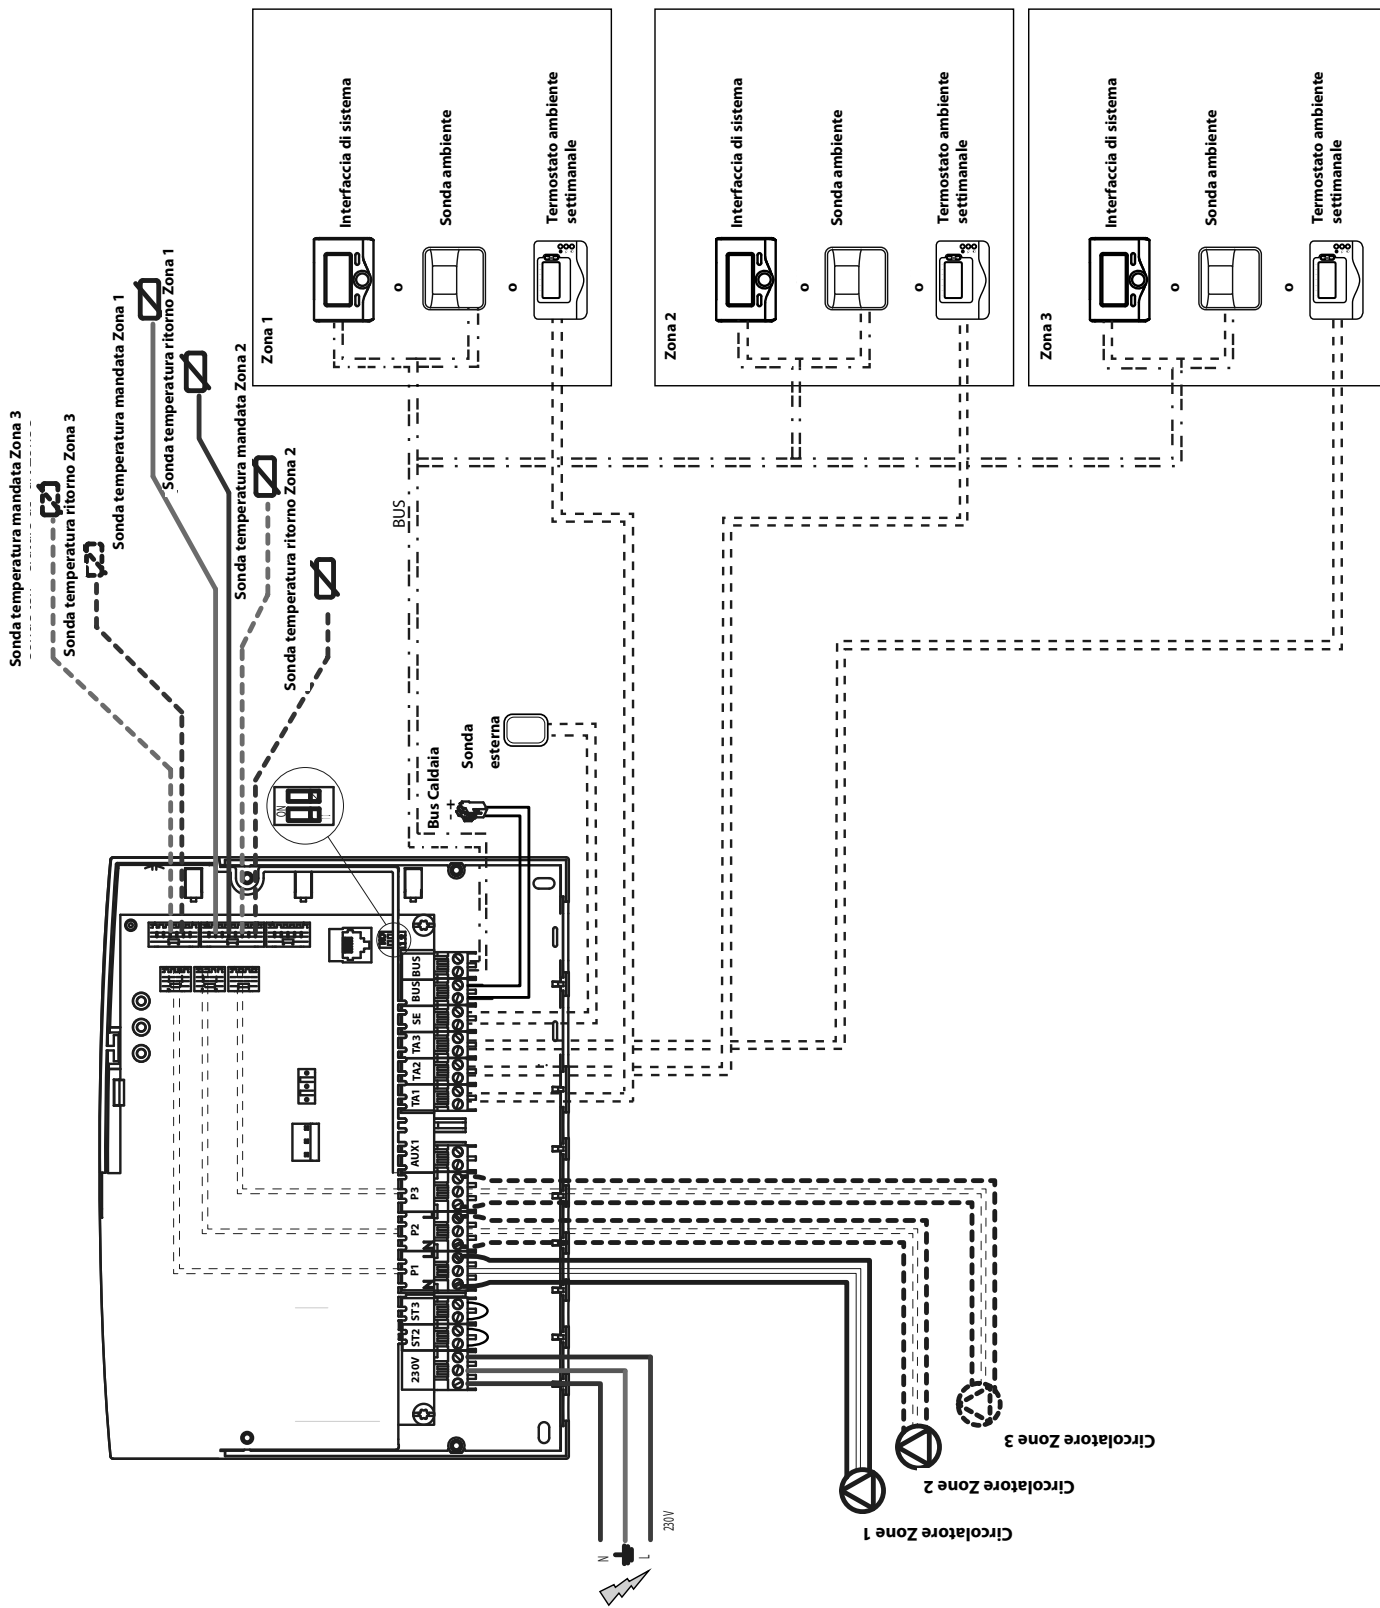 Sonda temperatura mandata Zona 3
Sonda temperatura ritorno Zona 3
Sonda temperatura mandata Zona 1
Sonda temperatura ritorno Zona 1
Sonda temperatura mandata Zona 2
Sonda temperatura ritorno Zona 2
Zona 1
Interfaccia di sistema
Sonda ambiente
Termostato ambiente
settimanale
Zona 2
Interfaccia di sistema
Sonda ambiente
Termostato ambiente
settimanale
Zona 3
Interfaccia di sistema
Sonda ambiente
Termostato ambiente
settimanale
BUS
Bus Caldaia
+
-
Sonda
esterna
ON
230V
ST2
ST3
P1
P2
P3
AUX1
TA1
TA2
TA3
SE
BUS
BUS
N
L
N
L
N
L
N
L
230V
Circolatore Zone 1
Circolatore Zone 2
Circolatore Zone 3